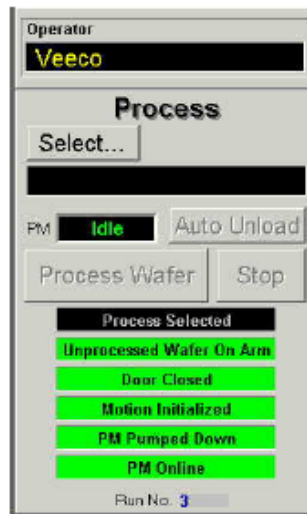 Operator
Veeco
Process
Select...
PM Idle Auto Unload
Process Wafer Stop
Process Selected
Unprocessed Wafer On Arm
Door Closed
Motion Initialized
PM Pumped Down
PM Online
Run No. 3